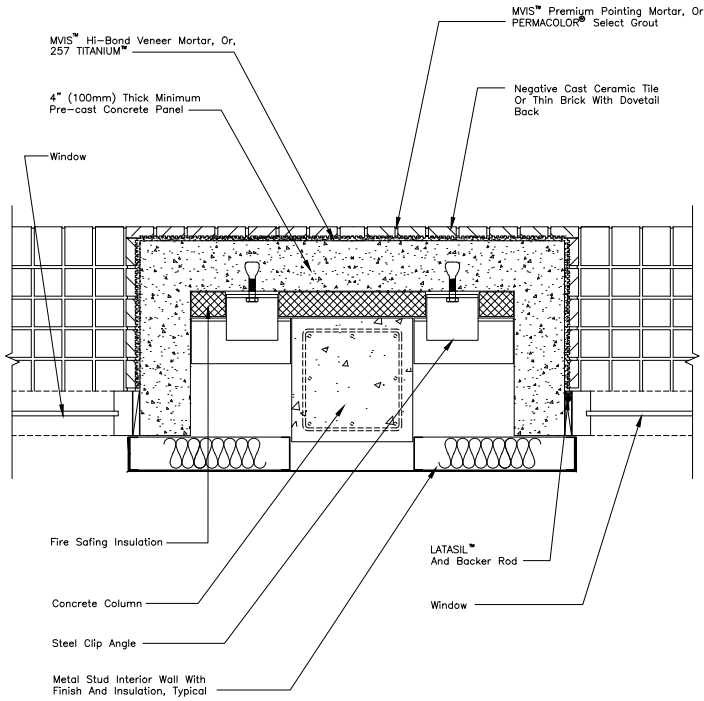 MVIS™ Premium Pointing Mortar, Or
PERMACOLOR® Select Grout
MVIS™ Hi-Bond Veneer Mortar, Or,
257 TITANIUM™
4" (100mm) Thick Minimum
Pre-cast Concrete Panel
Negative Cast Ceramic Tile
Or Thin Brick With Dovetail
Back
Window
Fire Safing Insulation
LATASIL™
And Backer Rod
Concrete Column
Window
Steel Clip Angle
Metal Stud Interior Wall With
Finish And Insulation, Typical